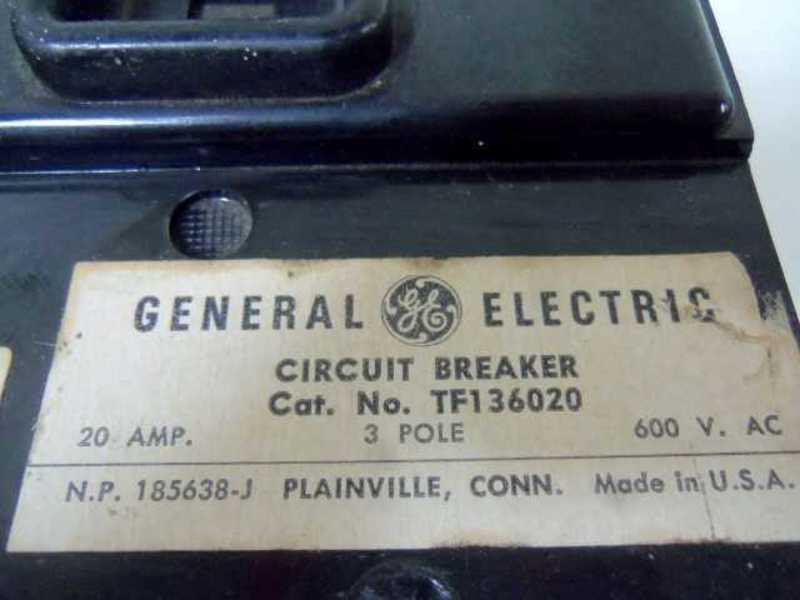 GENERAL GE ELECTRIC
CIRCUIT BREAKER
Cat. No. TF136020
20 AMP. 3 POLE 600 V. AC
N.P. 185638-J PLAINVILLE, CONN. Made in U.S.A.